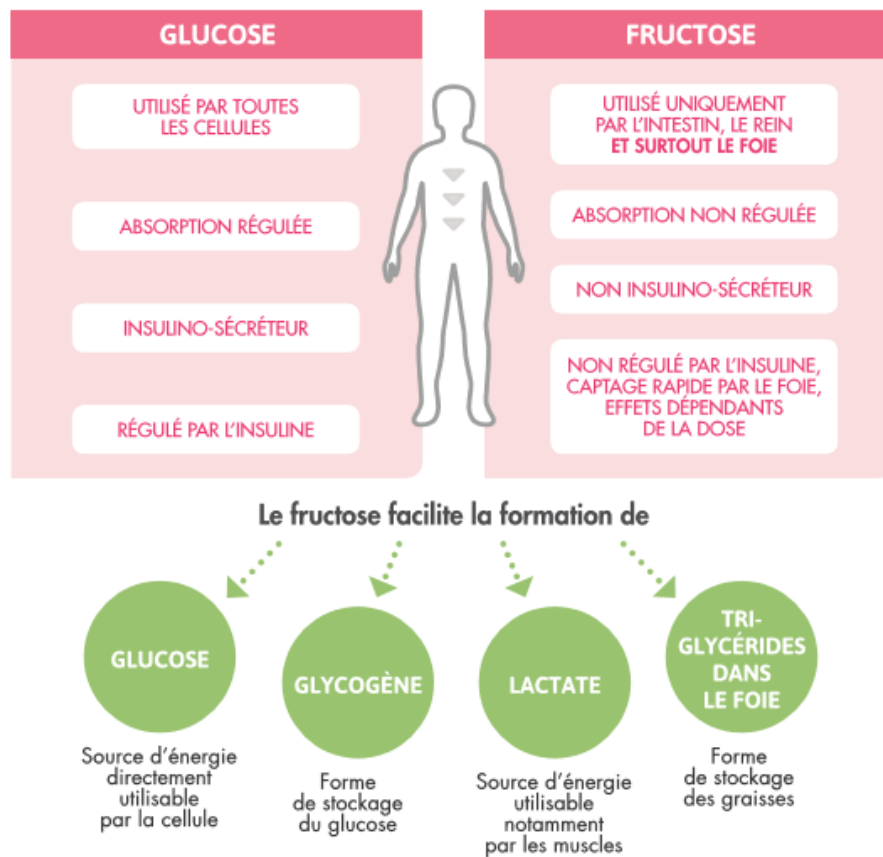 GLUCOSE
UTILISÉ PAR TOUTES
LES CELLULES
ABSORPTION RÉGULÉE
INSULINO-SÉCRÉTEUR
RÉGULÉ PAR L'INSULINE
FRUCTOSE
UTILISÉ UNIQUEMENT
PAR L'INTESTIN, LE REIN
ET SURTOUT LE FOIE
ABSORPTION NON RÉGULÉE
NON INSULINO-SÉCRÉTEUR
NON RÉGULÉ PAR L'INSULINE,
CAPTAGE RAPIDE PAR LE FOIE,
EFFETS DÉPENDANTS
DE LA DOSE
Le fructose facilite la formation de
GLUCOSE
Source d'énergie
directement
utilisable
par la cellule
GLYCOGÈNE
Forme
de stockage
du glucose
LACTATE
Source d'énergie
utilisable
notamment
par les muscles
TRI-
GLYCÉRIDES
DANS
LE FOIE
Forme
de stockage
des graisses